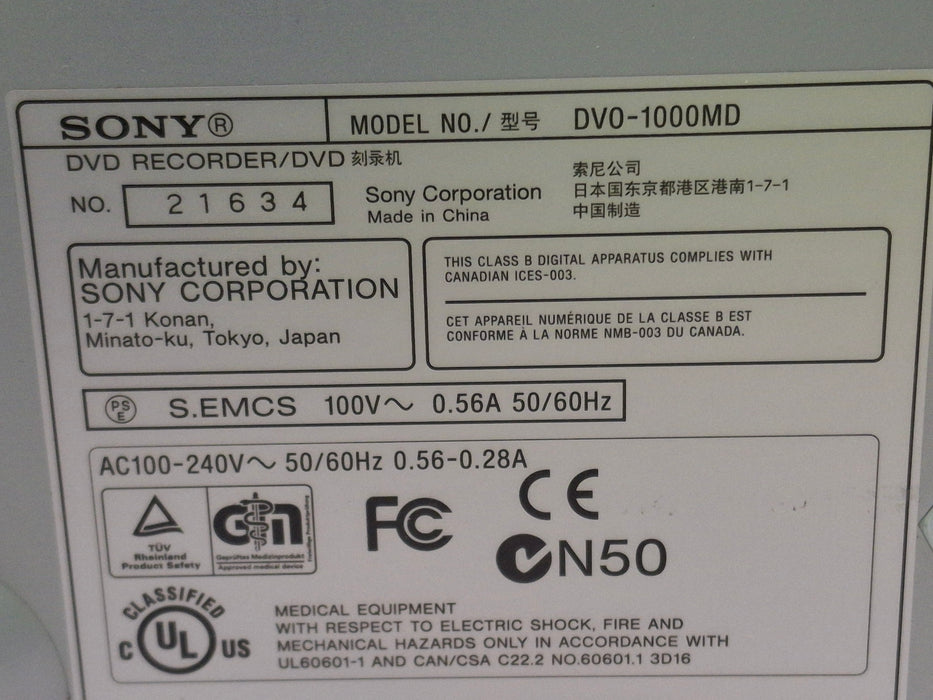 SONY®
MODEL NO./ 型号 DVO-1000MD
DVD RECORDER/DVD 刻录机
NO. 21634
Sony Corporation
Made in China
索尼公司
日本国东京都港区港南1-7-1
中国制造
Manufactured by:
SONY CORPORATION
1-7-1 Konan,
Minato-ku, Tokyo, Japan
THIS CLASS B DIGITAL APPARATUS COMPLIES WITH
CANADIAN ICES-003.
CET APPAREIL NUMÉRIQUE DE LA CLASSE B EST
CONFORME À LA NORME NMB-003 DU CANADA.
PSE S.EMCS 100V～ 0.56A 50/60Hz
AC100-240V～ 50/60Hz 0.56-0.28A
TÜV
Rheinland
Product Safety
Geprüftes Medizinprodukt
Approved medical device
FC
CE
N50
CLASSIFIED
C UL US
MEDICAL EQUIPMENT
WITH RESPECT TO ELECTRIC SHOCK, FIRE AND
MECHANICAL HAZARDS ONLY IN ACCORDANCE WITH
UL60601-1 AND CAN/CSA C22.2 NO.60601.1 3D16